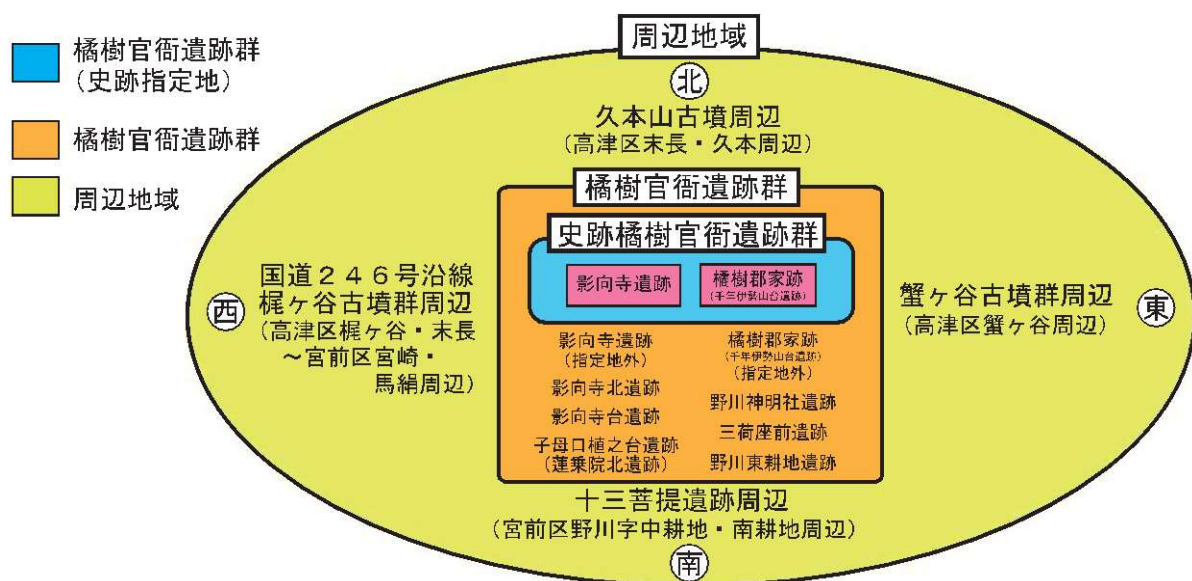 橘樹官衙遺跡群
(史跡指定地)
橘樹官衙遺跡群
周辺地域
周辺地域
北
久本山古墳周辺
(高津区末長・久本周辺)
橘樹官衙遺跡群
史跡橘樹官衙遺跡群
影向寺遺跡
橘樹郡家跡
(千年伊勢山台遺跡)
西
国道246号沿線
梶ヶ谷古墳群周辺
(高津区梶ヶ谷・末長
~宮前区宮崎・
馬絹周辺)
影向寺遺跡
(指定地外)
影向寺北遺跡
影向寺台遺跡
子母口植之台遺跡
(蓮乗院北遺跡)
橘樹郡家跡
(千年伊勢山台遺跡)
(指定地外)
野川神明社遺跡
三荷座前遺跡
野川東耕地遺跡
蟹ヶ谷古墳群周辺
(高津区蟹ヶ谷周辺)
東
十三菩提遺跡周辺
(宮前区野川字中耕地・南耕地周辺)
南